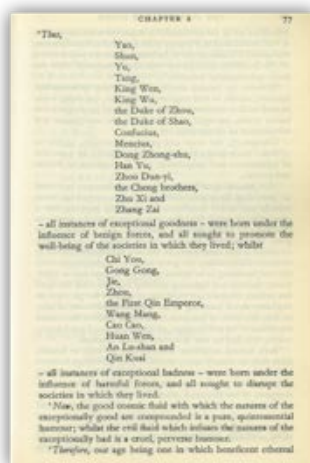 CHAPTER 2 77
'Thus,
Yao,
Shun,
Yu,
Tang,
King Wen,
King Wu,
the Duke of Zhou,
the Duke of Shao,
Confucius,
Mencius,
Dong Zhong-shu,
Han Yu,
Zhou Dun-yi,
the Cheng brothers,
Zhu Xi and
Zhang Zai
– all instances of exceptional goodness – were born under the
influence of benign forces, and all sought to promote the
well-being of the societies in which they lived; whilst
Chi You,
Gong Gong,
Jie,
Zhou,
the First Qin Emperor,
Wang Mang,
Cao Cao,
Huan Wen,
An Lu-shan and
Qin Kuai
– all instances of exceptional badness – were born under the
influence of harmful forces, and all sought to disrupt the
societies in which they lived.
'Now, the good cosmic fluid with which the natures of the
exceptionally good are compounded is a pure, quintessential
humour; whilst the evil fluid which infuses the natures of the
exceptionally bad is a cruel, perverse humour.
'Therefore, our age being one in which beneficent ethereal